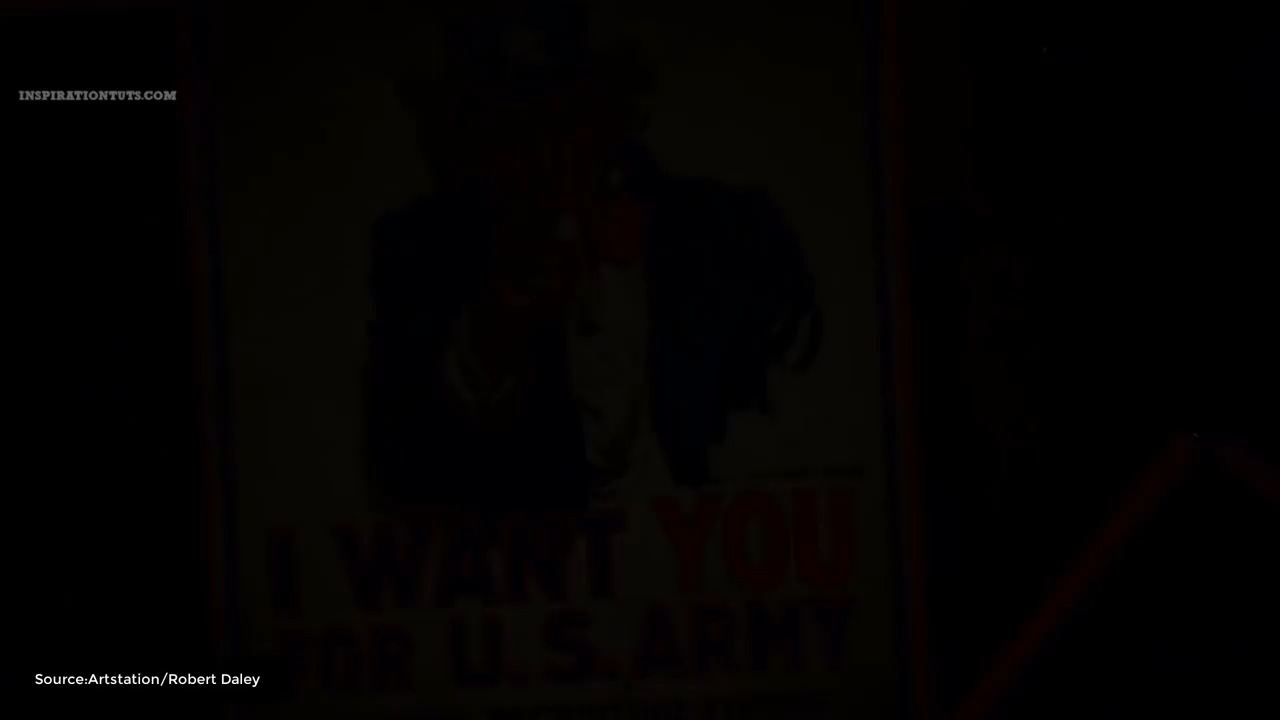 INSPIRATIONTUTS.COM
I WANT YOU
FOR U.S. ARMY
Source:Artstation/Robert Daley